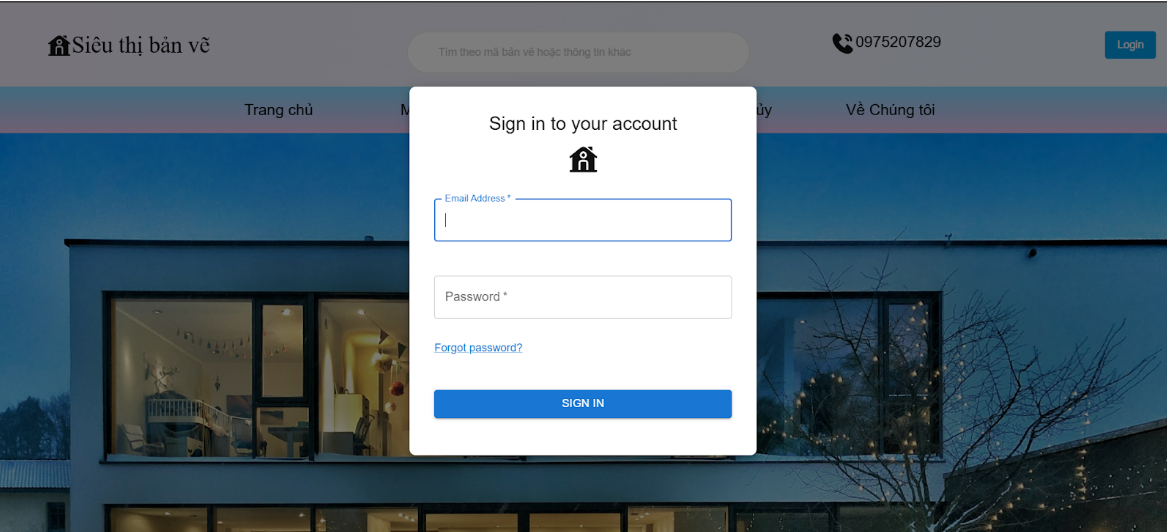 Siêu thị bản vẽ
Tìm theo mã bản vẽ hoặc thông tin khác
0975207829
Login
Trang chủ
Về Chúng tôi
Sign in to your account
Email Address *
Password *
Forgot password?
SIGN IN